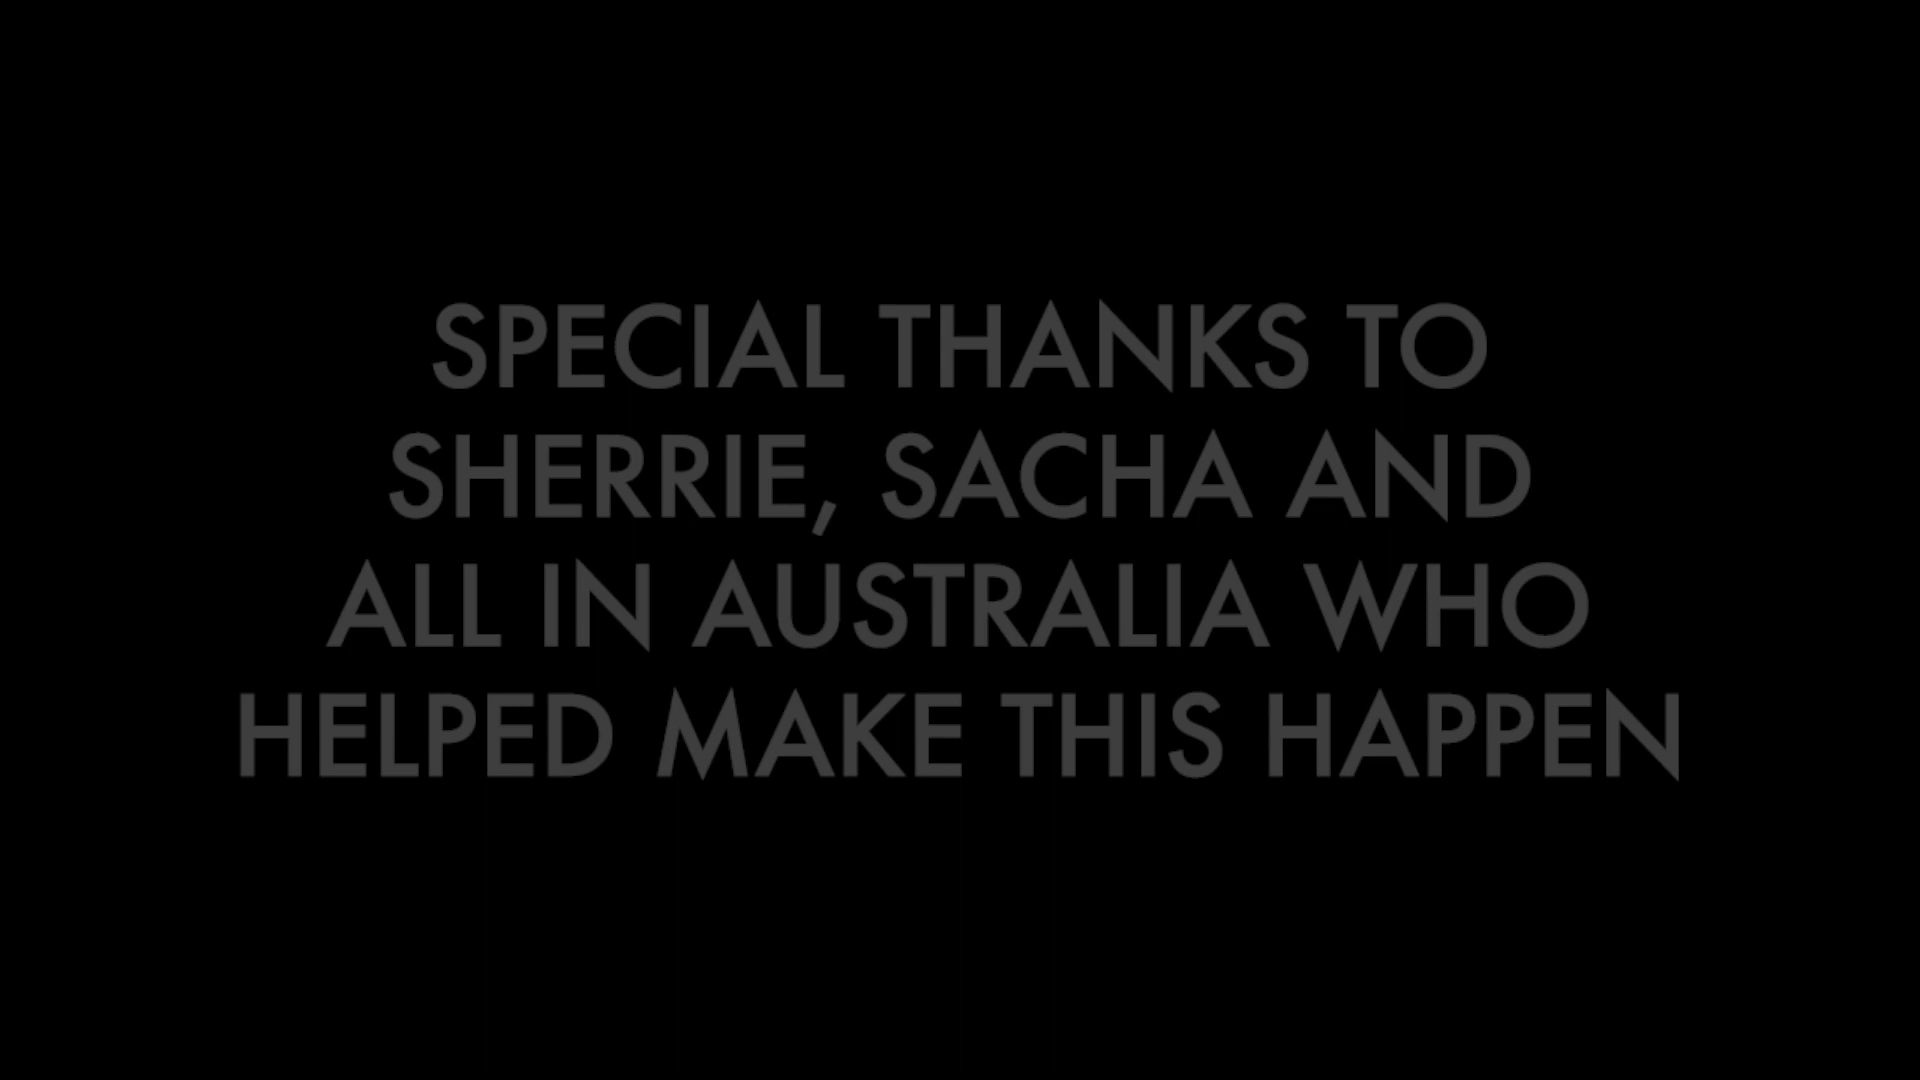 SPECIAL THANKS TO
SHERRIE, SACHA AND
ALL IN AUSTRALIA WHO
HELPED MAKE THIS HAPPEN